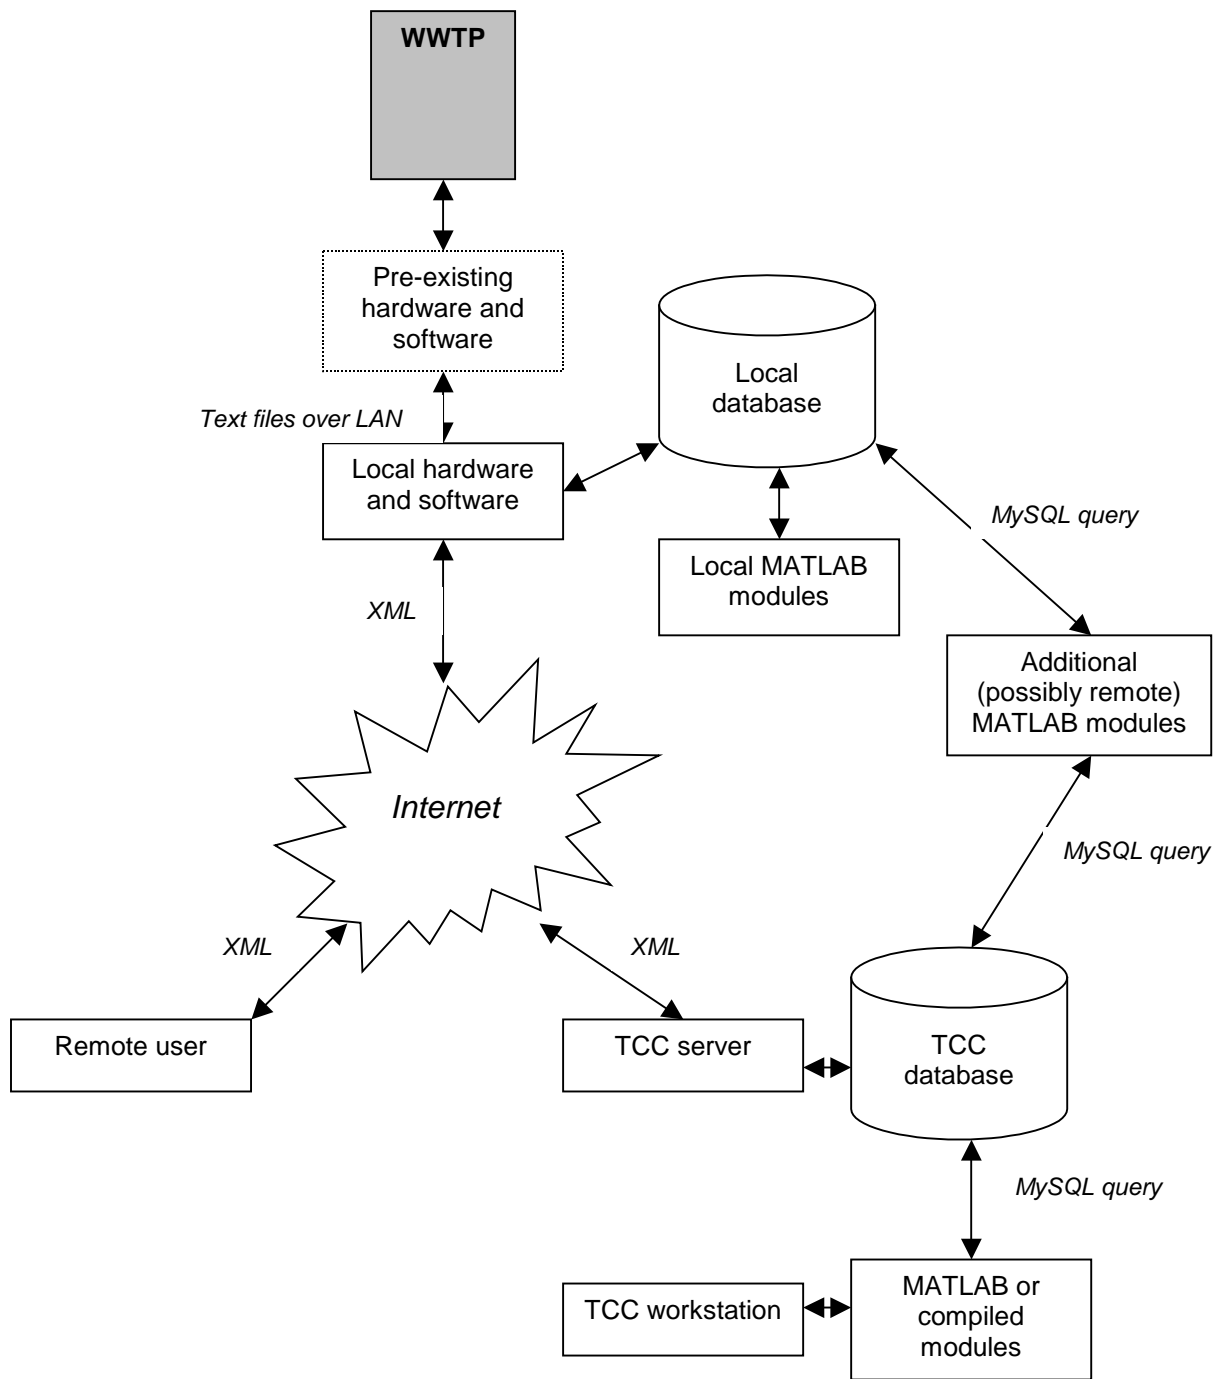 WWTP
Pre-existing
hardware and
software
Local
database
Text files over LAN
Local hardware
and software
MySQL query
Local MATLAB
modules
XML
Additional
(possibly remote)
MATLAB modules
Internet
MySQL query
XML
XML
Remote user
TCC server
TCC
database
MySQL query
TCC workstation
MATLAB or
compiled
modules